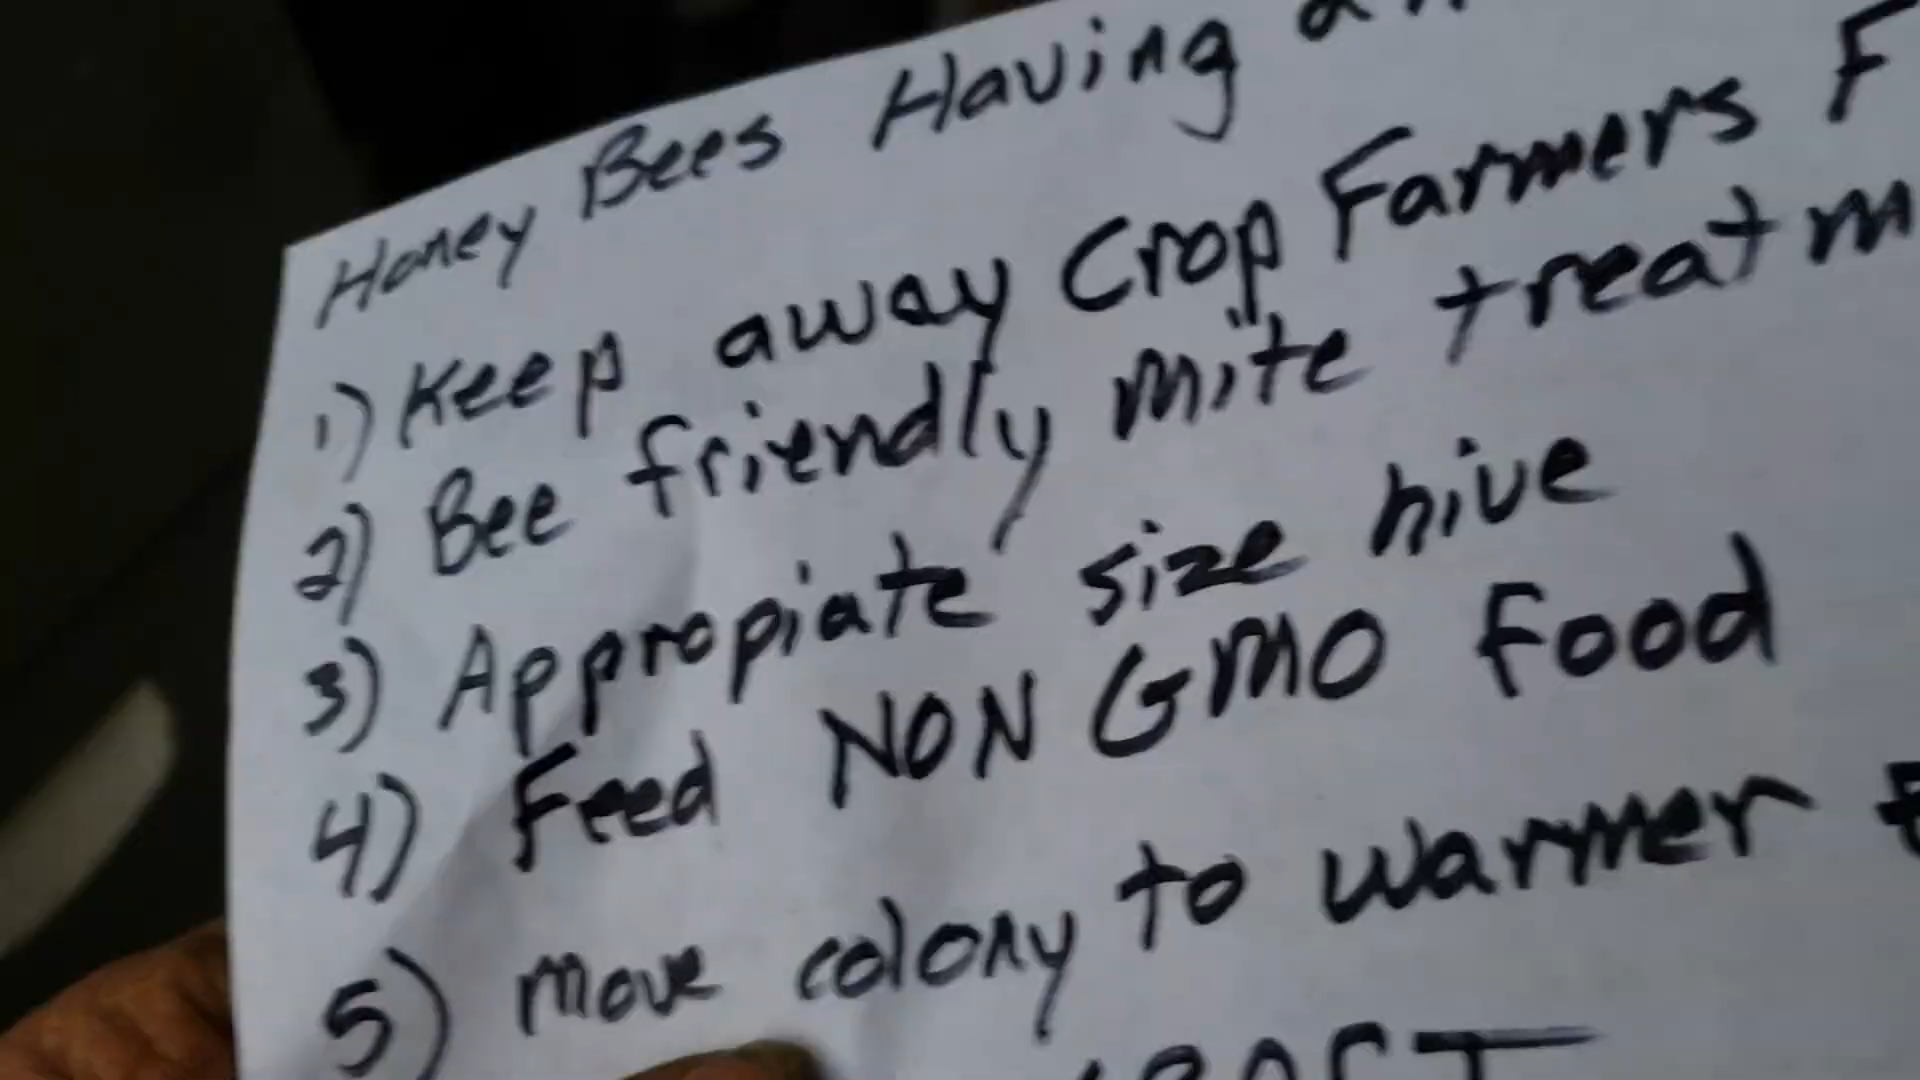 Honey Bees Having
1) Keep away Crop Farmers
2) Bee friendly mite
3) Appropiate size hive
4) Feed NON GMO Food
5) move colony to warmer